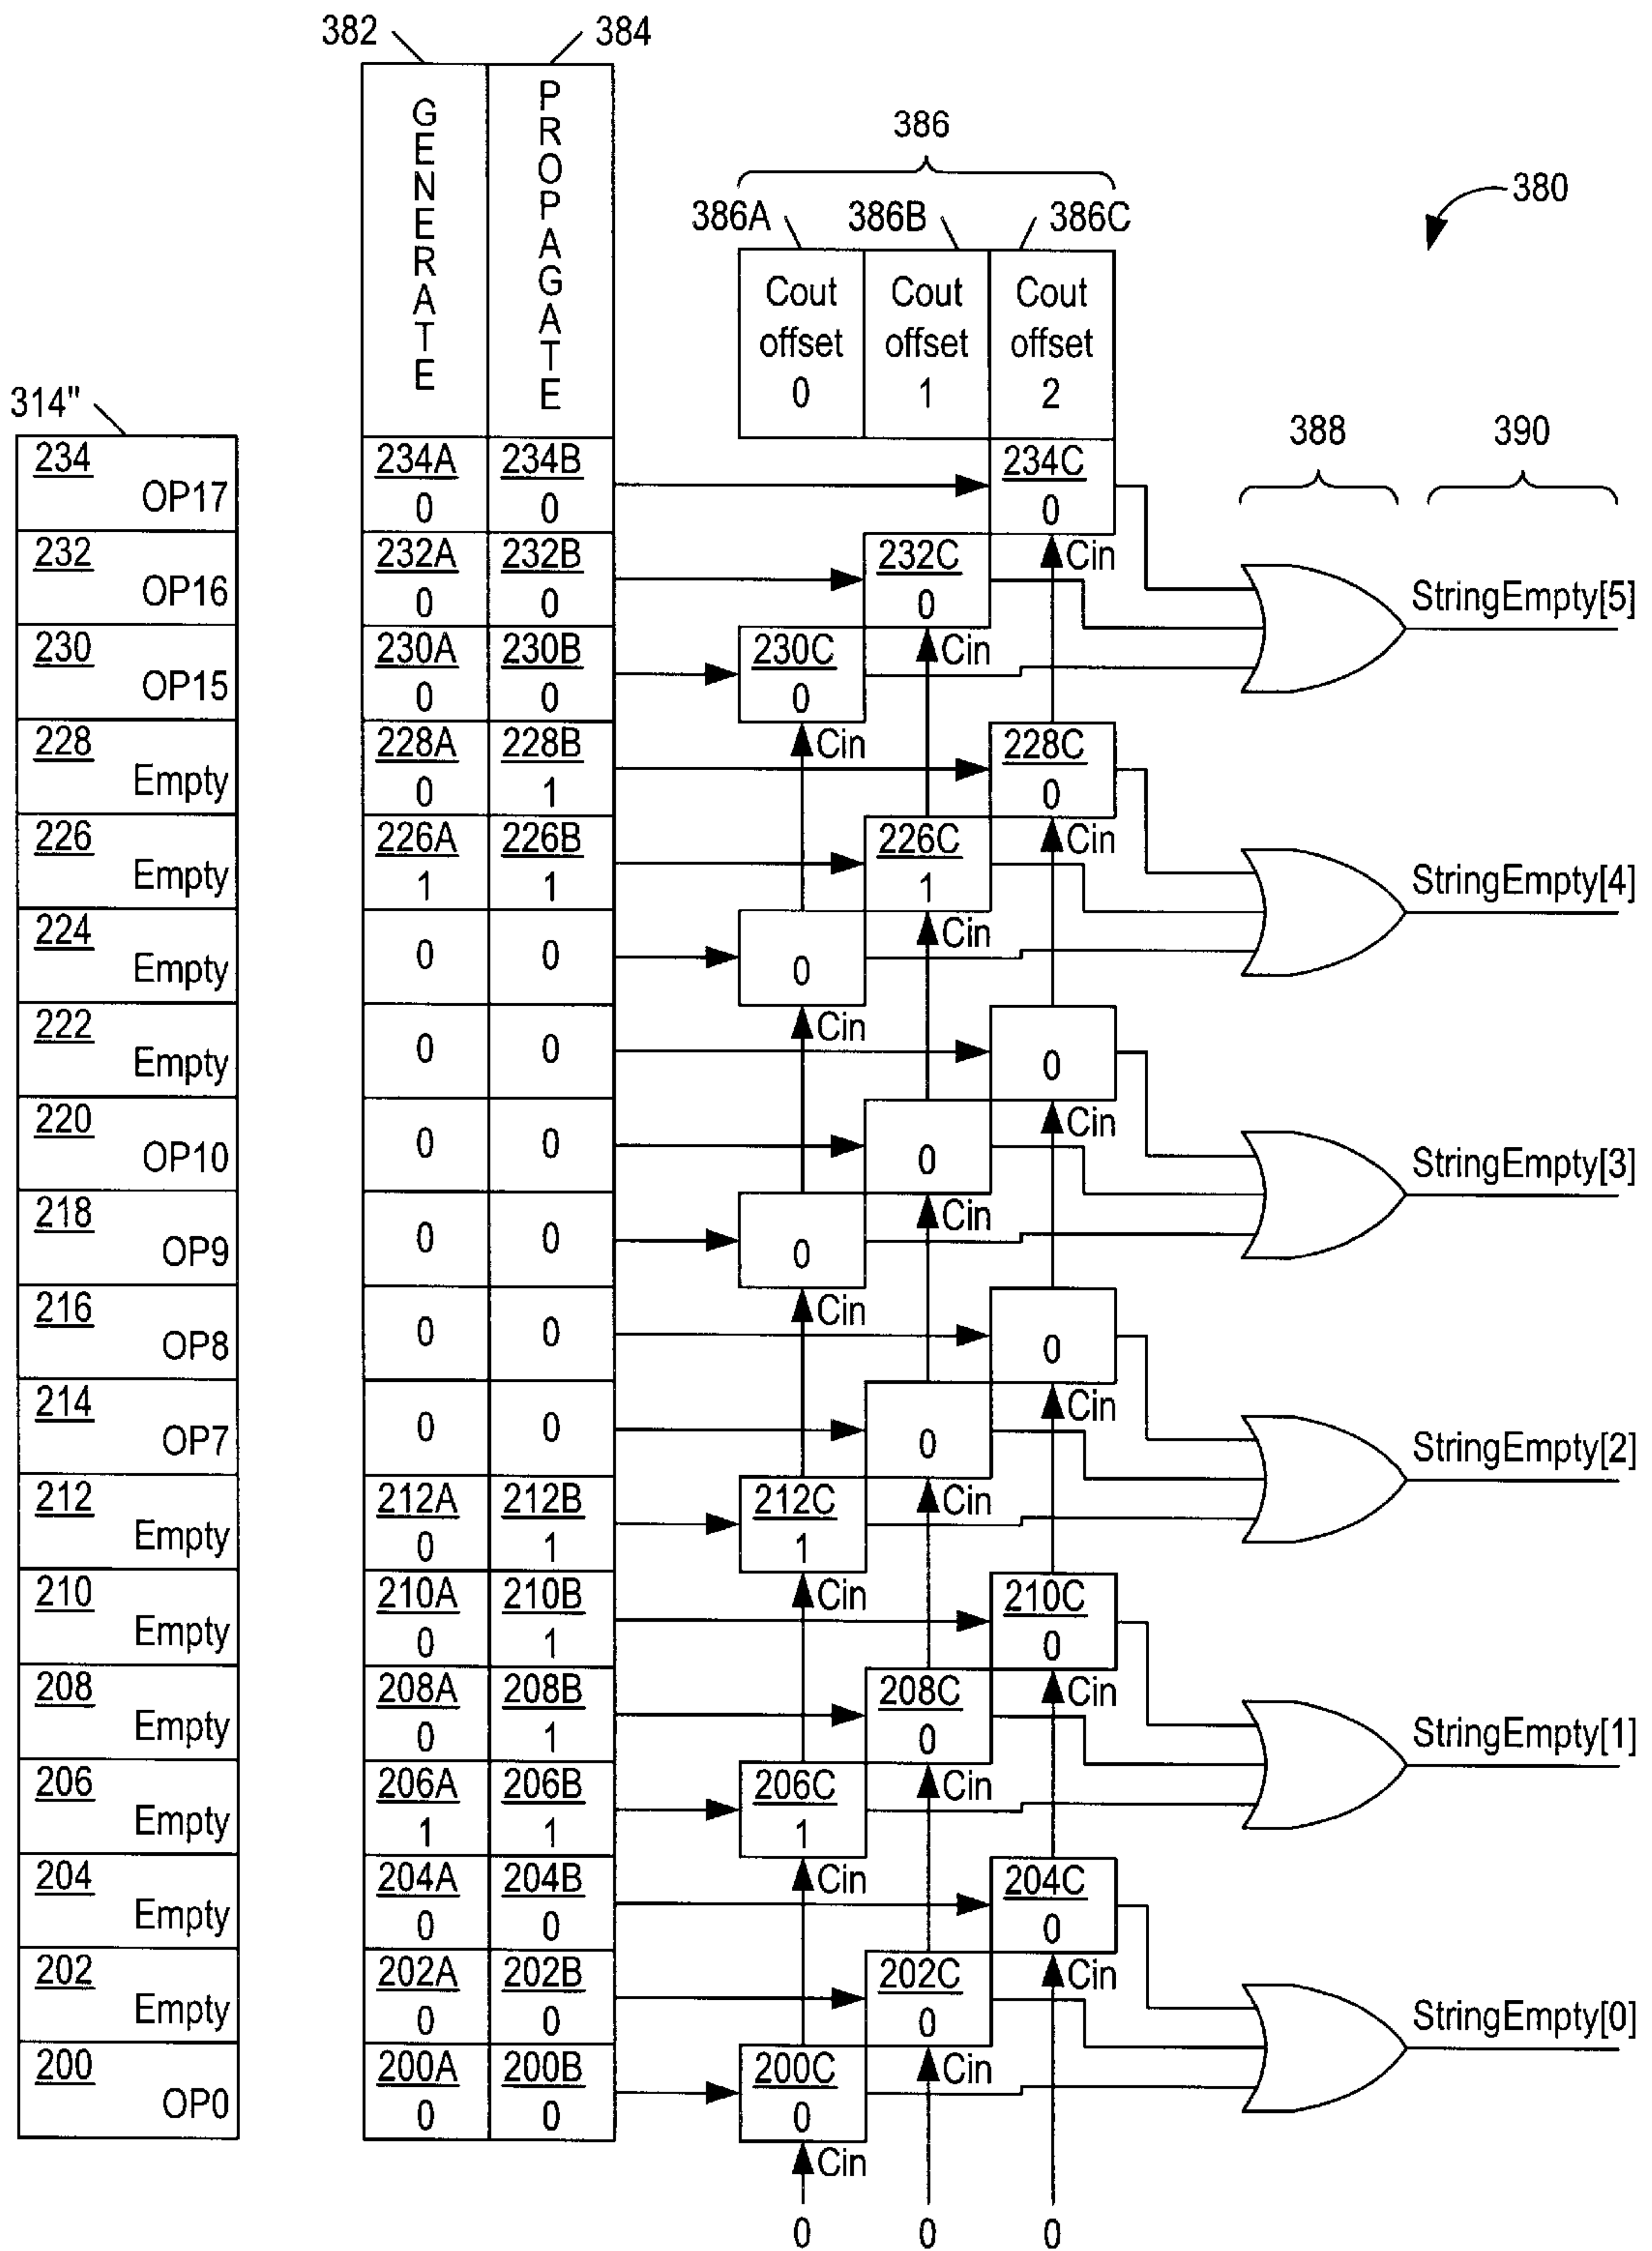 382
384
GENERATE
PROPAGATE
386
386A
386B
386C
380
Cout offset 0
Cout offset 1
Cout offset 2
314"
388
390
234 OP17
234A 0
234B 0
234C 0
Cin
232 OP16
232A 0
232B 0
232C 0
Cin
StringEmpty[5]
230 OP15
230A 0
230B 0
230C 0
Cin
228 Empty
228A 0
228B 1
228C 0
Cin
226 Empty
226A 1
226B 1
226C 1
Cin
StringEmpty[4]
224 Empty
0
0
0
Cin
222 Empty
0
0
0
Cin
220 OP10
0
0
0
Cin
StringEmpty[3]
218 OP9
0
0
0
Cin
216 OP8
0
0
0
Cin
214 OP7
0
0
0
Cin
StringEmpty[2]
212 Empty
212A 0
212B 1
212C 1
Cin
210 Empty
210A 0
210B 1
210C 0
Cin
208 Empty
208A 0
208B 1
208C 0
Cin
StringEmpty[1]
206 Empty
206A 1
206B 1
206C 1
Cin
204 Empty
204A 0
204B 0
204C 0
Cin
202 Empty
202A 0
202B 0
202C 0
Cin
StringEmpty[0]
200 OP0
200A 0
200B 0
200C 0
Cin
0
0
0